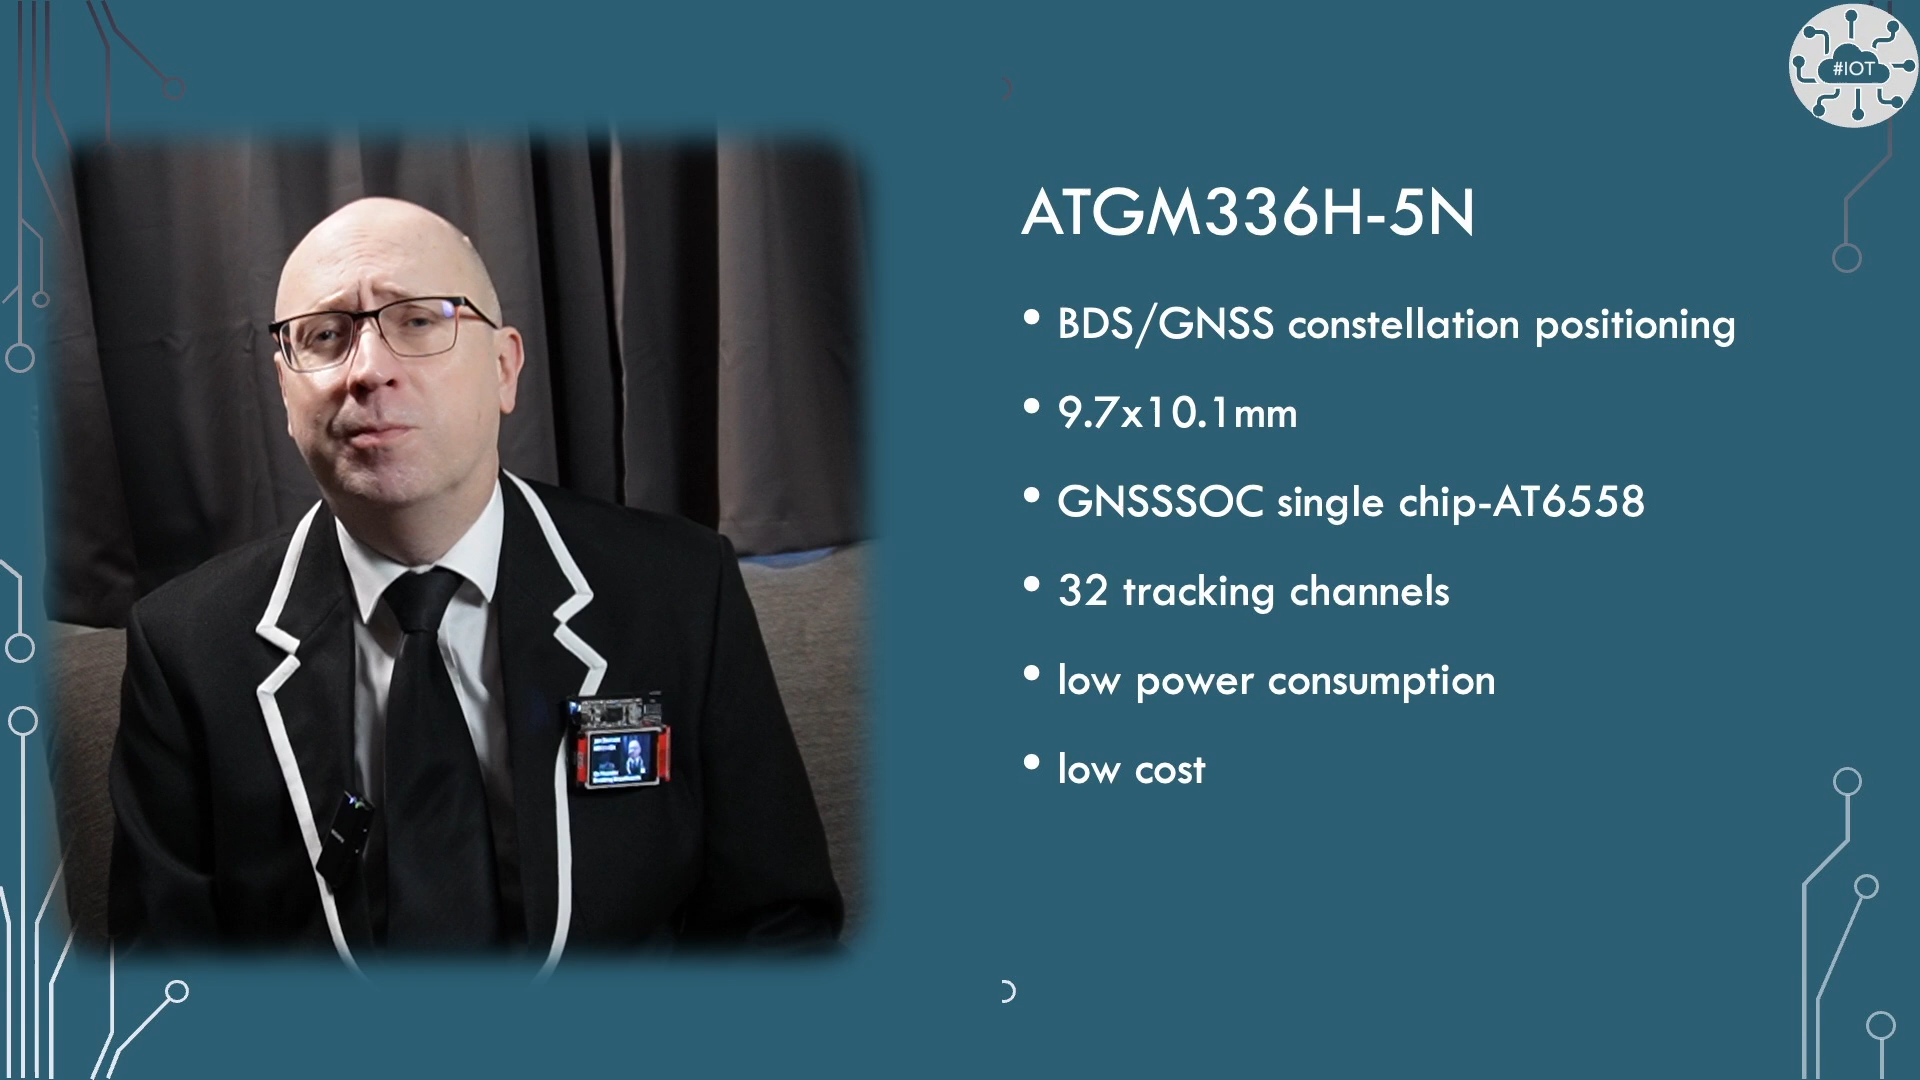 #IOT
ATGM336H-5N
• BDS/GNSS constellation positioning
• 9.7x10.1mm
• GNSSSOC single chip-AT6558
• 32 tracking channels
• low power consumption
• low cost